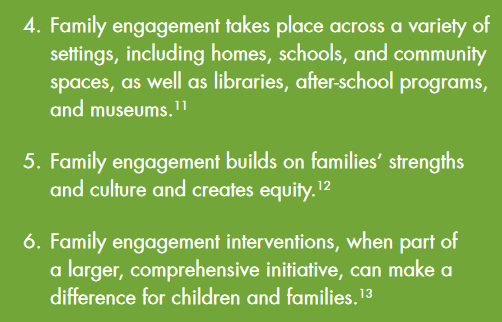 4. Family engagement takes place across a variety of
settings, including homes, schools, and community
spaces, as well as libraries, after-school programs,
and museums.¹¹
5. Family engagement builds on families’ strengths
and culture and creates equity.¹²
6. Family engagement interventions, when part of
a larger, comprehensive initiative, can make a
difference for children and families.¹³